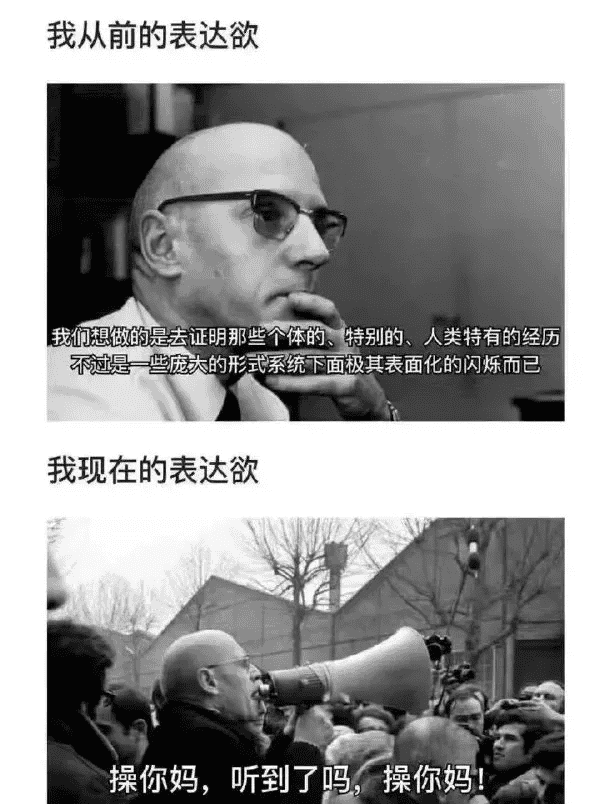 我从前的表达欲
我们想做的是去证明那些个体的、特别的、人类特有的经历
不过是一些庞大的形式系统下面极其表面化的闪烁而已
我现在的表达欲
操你妈，听到了吗，操你妈！